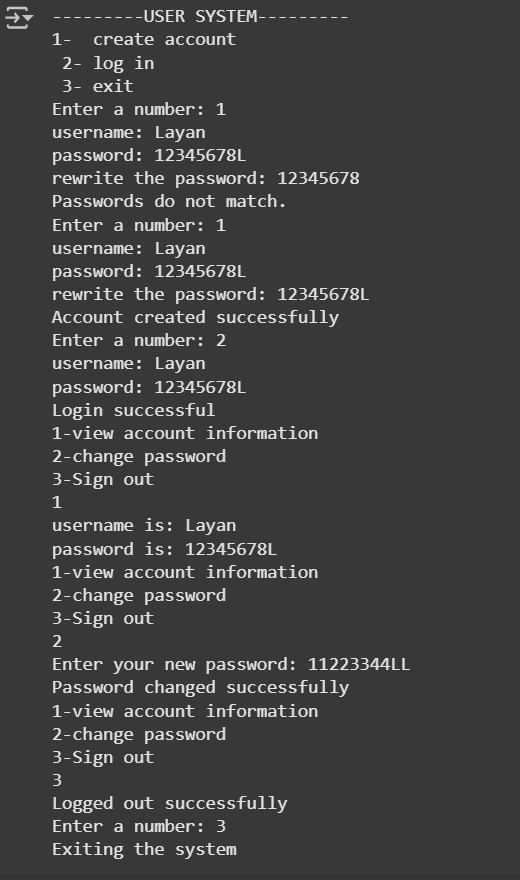 ---------USER SYSTEM---------
1-  create account
 2- log in
 3- exit
Enter a number: 1
username: Layan
password: 12345678L
rewrite the password: 12345678
Passwords do not match.
Enter a number: 1
username: Layan
password: 12345678L
rewrite the password: 12345678L
Account created successfully
Enter a number: 2
username: Layan
password: 12345678L
Login successful
1-view account information
2-change password
3-Sign out
1
username is: Layan
password is: 12345678L
1-view account information
2-change password
3-Sign out
2
Enter your new password: 11223344LL
Password changed successfully
1-view account information
2-change password
3-Sign out
3
Logged out successfully
Enter a number: 3
Exiting the system